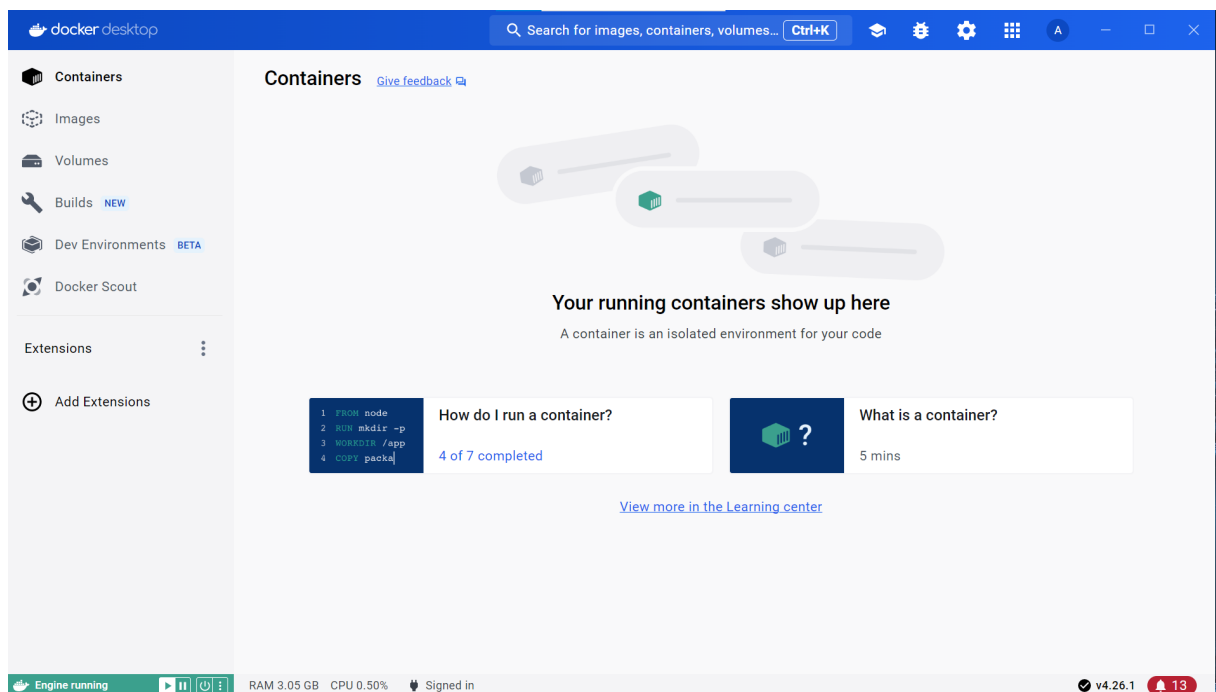 docker desktop
Search for images, containers, volumes... Ctrl+K
A
Containers
Images
Volumes
Builds NEW
Dev Environments BETA
Docker Scout
Extensions
Add Extensions
Containers Give feedback
Your running containers show up here
A container is an isolated environment for your code
1 FROM node
2 RUN mkdir -p
3 WORKDIR /app
4 COPY packa
How do I run a container?
4 of 7 completed
?
What is a container?
5 mins
View more in the Learning center
Engine running
RAM 3.05 GB CPU 0.50% Signed in
v4.26.1
13